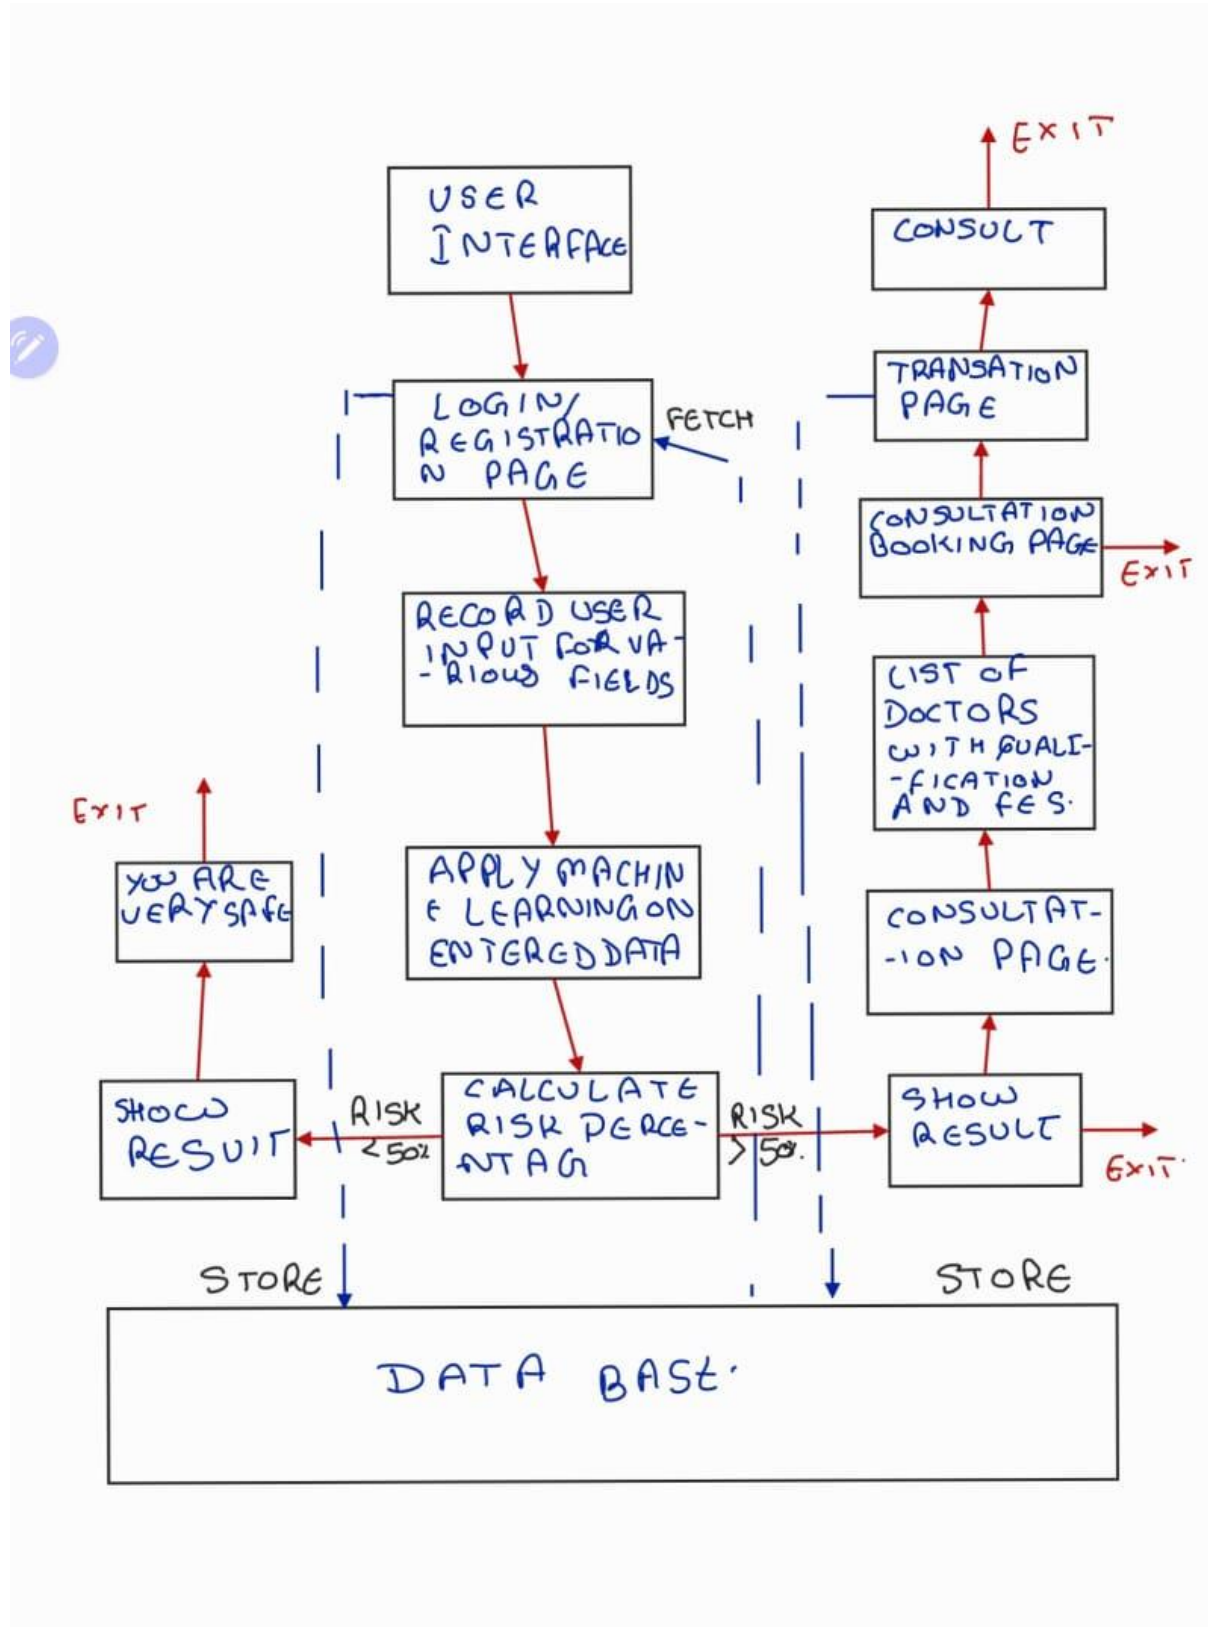 USER
INTERFACE
LOGIN/
REGISTRATIO
N PAGE
FETCH
RECORD USER
INPUT FOR VA-
-RIOUS FIELDS
APPLY MACHIN
E LEARNING ON
ENTERED DATA
CALCULATE
RISK PERCE-
NTAG
RISK
<50%
SHOW
RESUIT
YOU ARE
VERY SAFE
EXIT
RISK
>50%.
SHOW
RESULT
EXIT.
CONSULTAT-
-ION PAGE.
LIST OF
DOCTORS
WITH QUALI-
-FICATION
AND FES.
CONSULTATION
BOOKING PAGE
EXIT
TRANSATION
PAGE
CONSULT
EXIT
STORE
STORE
DATA BASE.